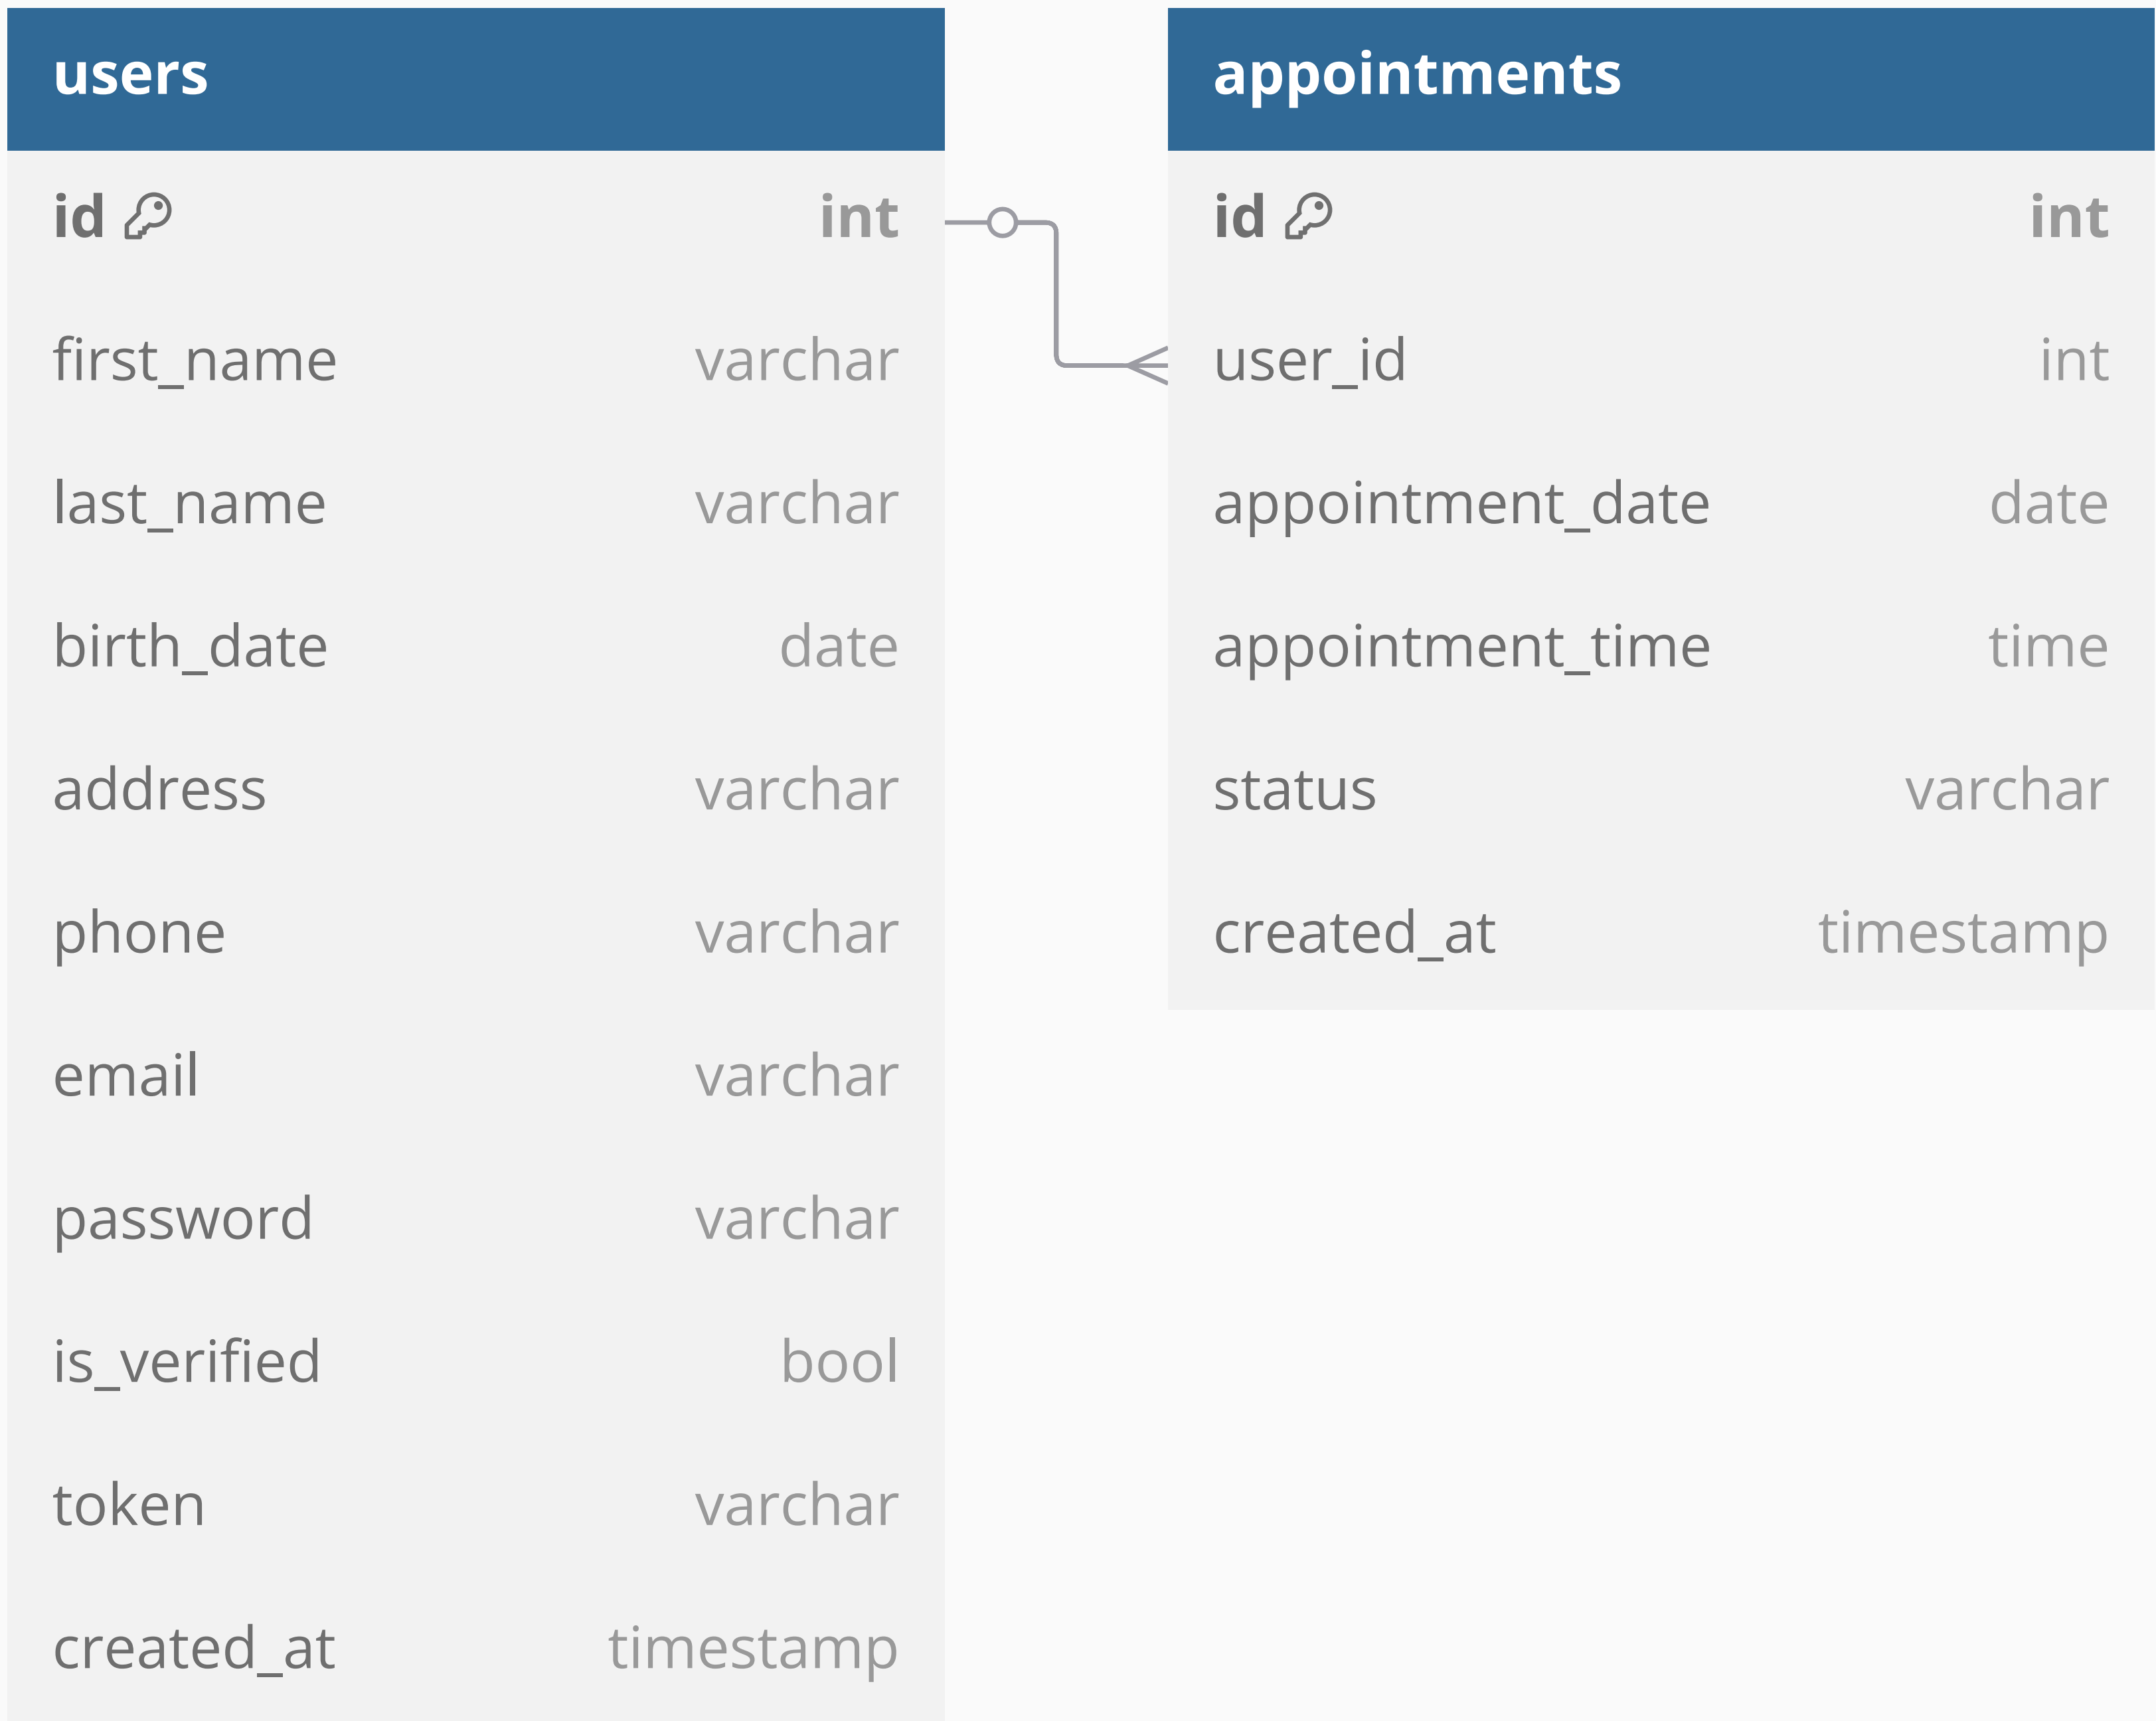 users
id int
first_name varchar
last_name varchar
birth_date date
address varchar
phone varchar
email varchar
password varchar
is_verified bool
token varchar
created_at timestamp
appointments
id int
user_id int
appointment_date date
appointment_time time
status varchar
created_at timestamp